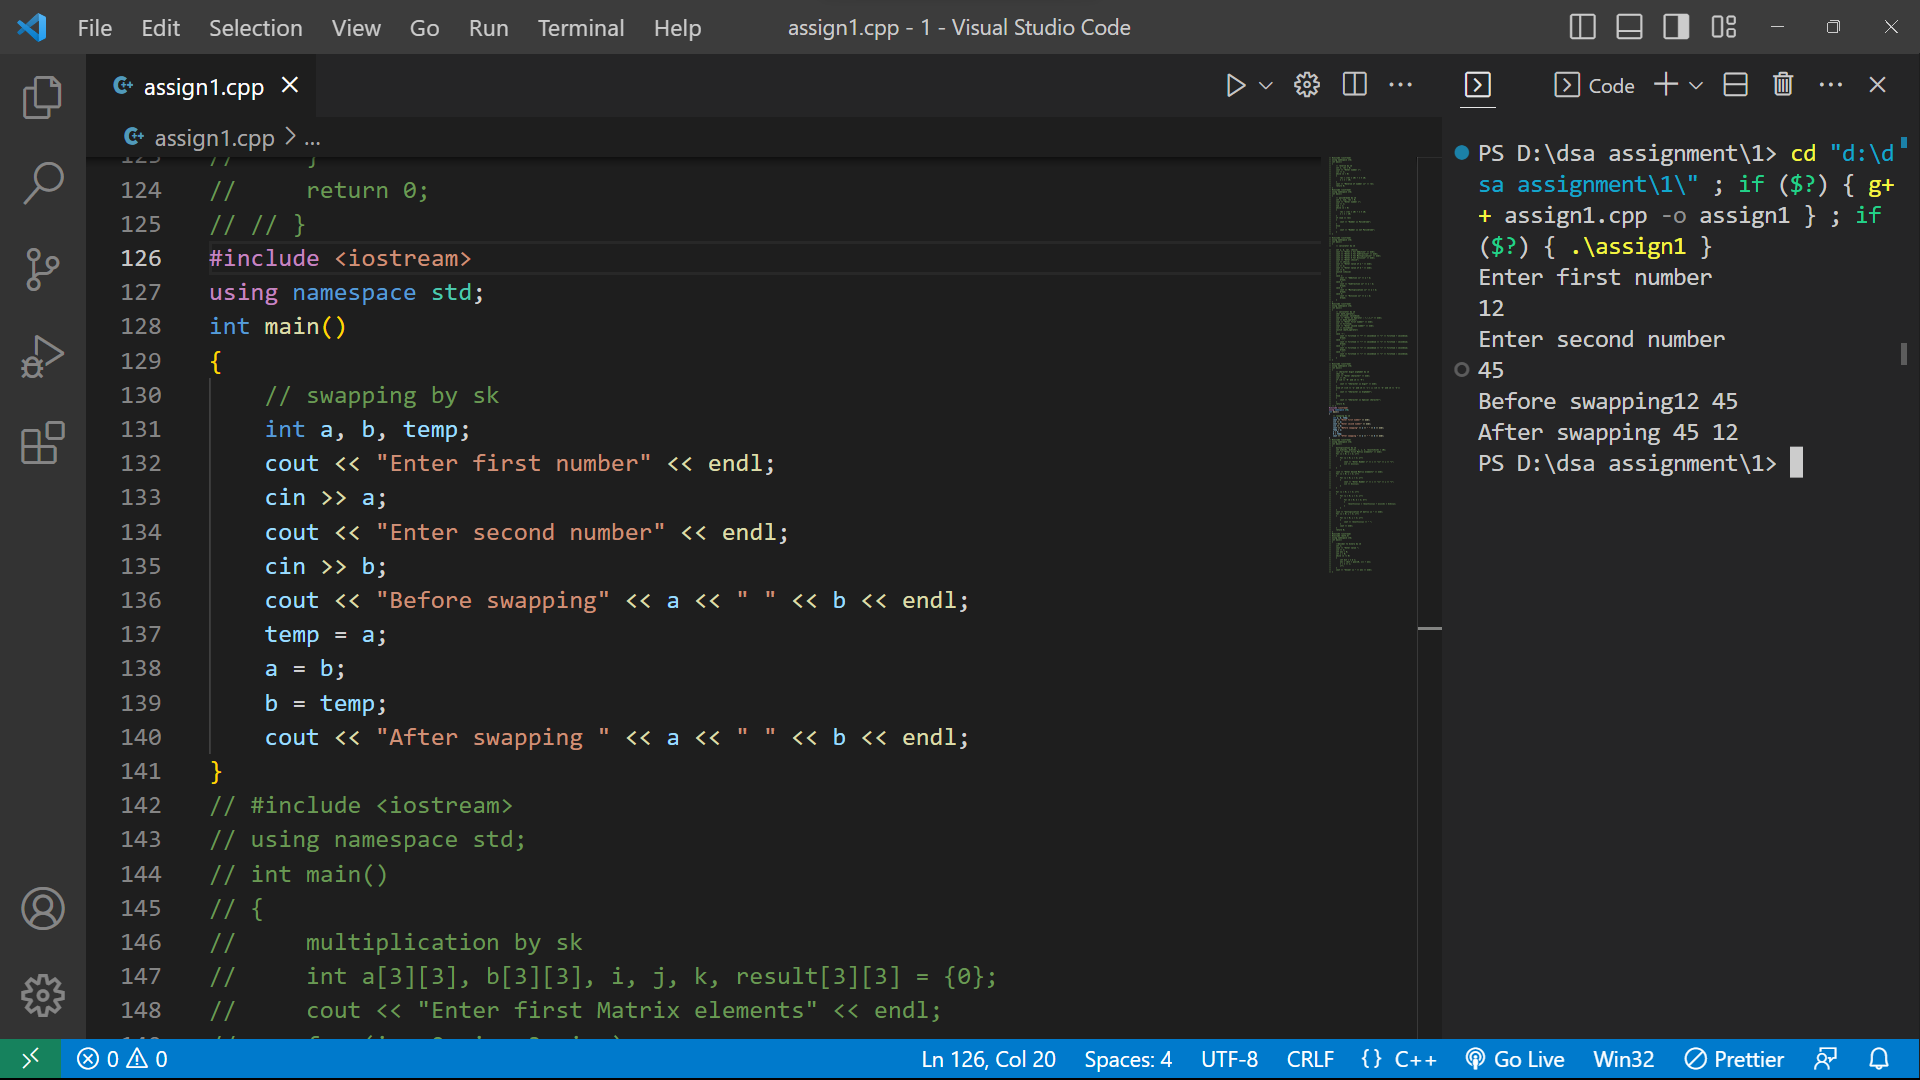 File Edit Selection View Go Run Terminal Help assign1.cpp - 1 - Visual Studio Code
assign1.cpp
assign1.cpp > ...
124 //     return 0;
125 // // }
126 #include <iostream>
127 using namespace std;
128 int main()
129 {
130     // swapping by sk
131     int a, b, temp;
132     cout << "Enter first number" << endl;
133     cin >> a;
134     cout << "Enter second number" << endl;
135     cin >> b;
136     cout << "Before swapping" << a << " " << b << endl;
137     temp = a;
138     a = b;
139     b = temp;
140     cout << "After swapping " << a << " " << b << endl;
141 }
142 // #include <iostream>
143 // using namespace std;
144 // int main()
145 // {
146 //     multiplication by sk
147 //     int a[3][3], b[3][3], i, j, k, result[3][3] = {0};
148 //     cout << "Enter first Matrix elements" << endl;
Code
PS D:\dsa assignment\1> cd "d:\d
sa assignment\1\" ; if ($?) { g+
+ assign1.cpp -o assign1 } ; if
($?) { .\assign1 }
Enter first number
12
Enter second number
45
Before swapping12 45
After swapping 45 12
PS D:\dsa assignment\1>
0 0 Ln 126, Col 20 Spaces: 4 UTF-8 CRLF {} C++ Go Live Win32 Prettier